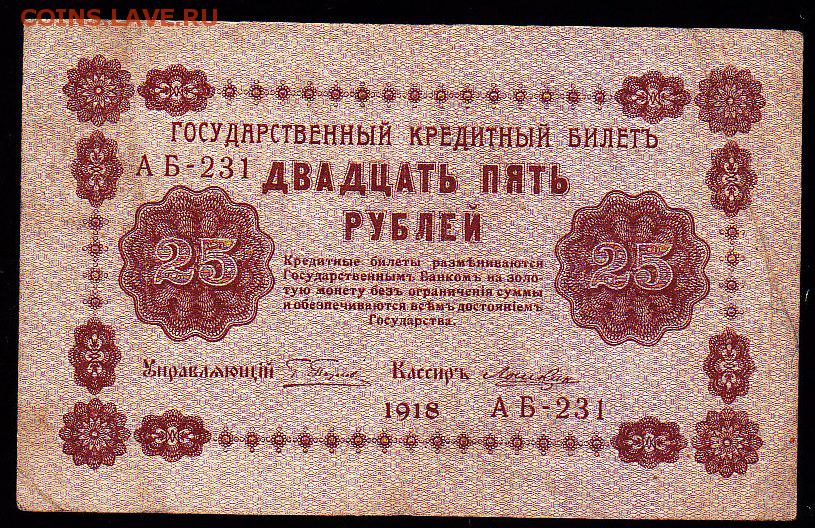 COINS.LAVE.RU
ГОСУДАРСТВЕННЫЙ КРЕДИТНЫЙ БИЛЕТЪ
АБ-231 ДВАДЦАТЬ ПЯТЬ
РУБЛЕЙ
25
25
Кредитные билеты размѣниваются
Государственнымъ Банкомъ на золо-
тую монету безъ ограниченія суммы
и обезпечиваются всѣмъ достояніемъ
Государства.
Управляющій
Кассиръ
1918 АБ-231